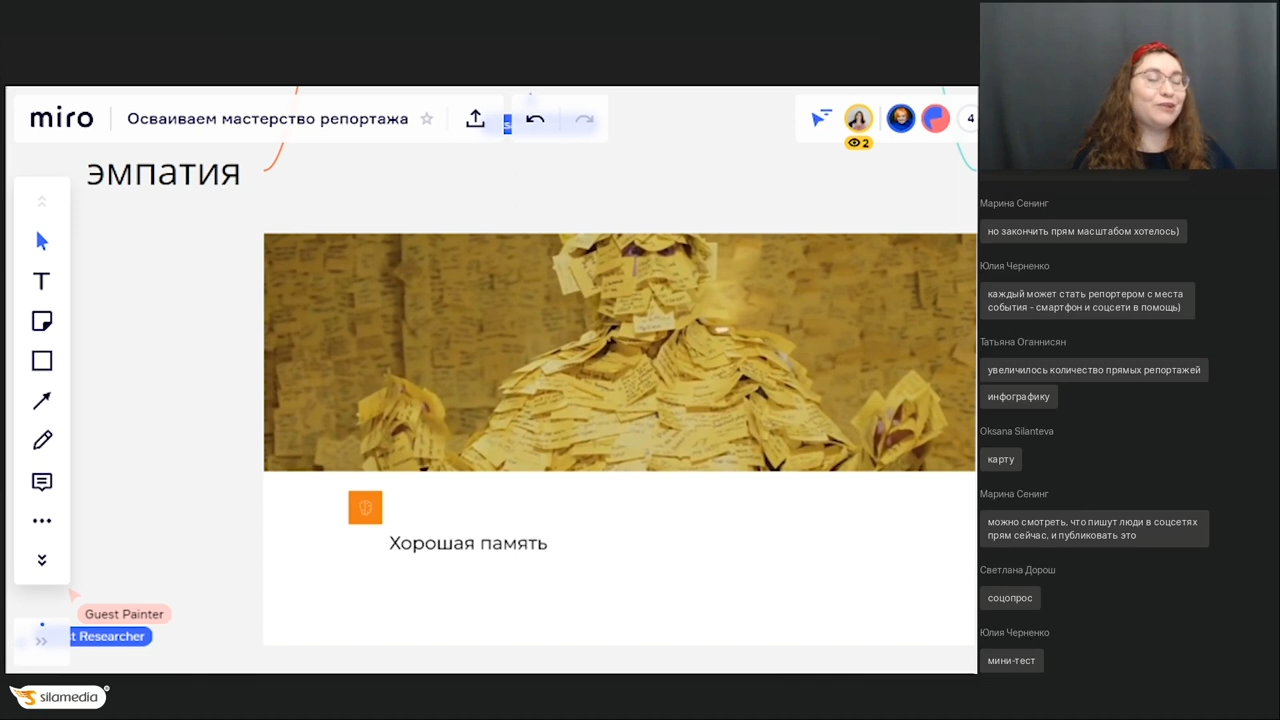 miro
Осваиваем мастерство репортажа
4
2
эмпатия
Хорошая память
Guest Painter
t Researcher
silamedia
Марина Сенинг
но закончить прям масштабом хотелось)
Юлия Черненко
каждый может стать репортером с места
события - смартфон и соцсети в помощь)
Татьяна Оганнисян
увеличилось количество прямых репортажей
инфографику
Oksana Silanteva
карту
Марина Сенинг
можно смотреть, что пишут люди в соцсетях
прям сейчас, и публиковать это
Светлана Дорош
соцопрос
Юлия Черненко
мини-тест